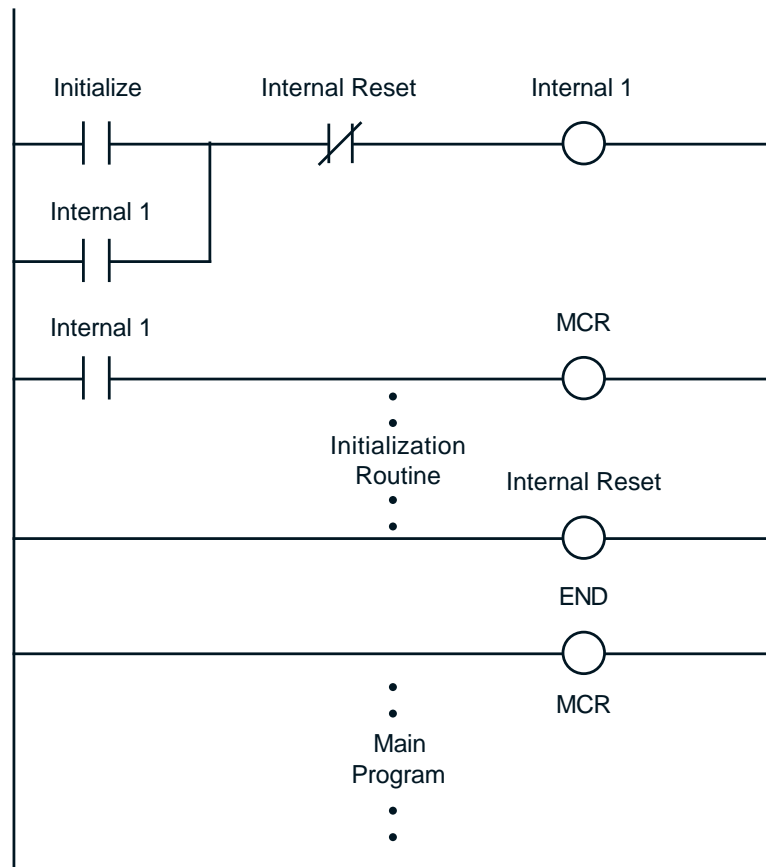 Initialize
Internal Reset
Internal 1
Internal 1
Internal 1
MCR
Initialization
Routine
Internal Reset
END
MCR
Main
Program